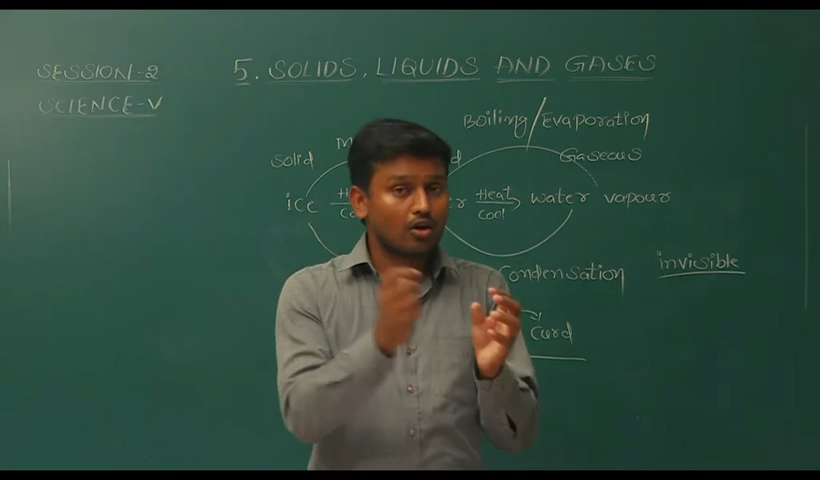 SESSION-2
SCIENCE-V
5. SOLIDS, LIQUIDS AND GASES
Boiling/Evaporation
Solid
Gaseous
ice
Heat
Cool
water vapour
Condensation
invisible
Curd